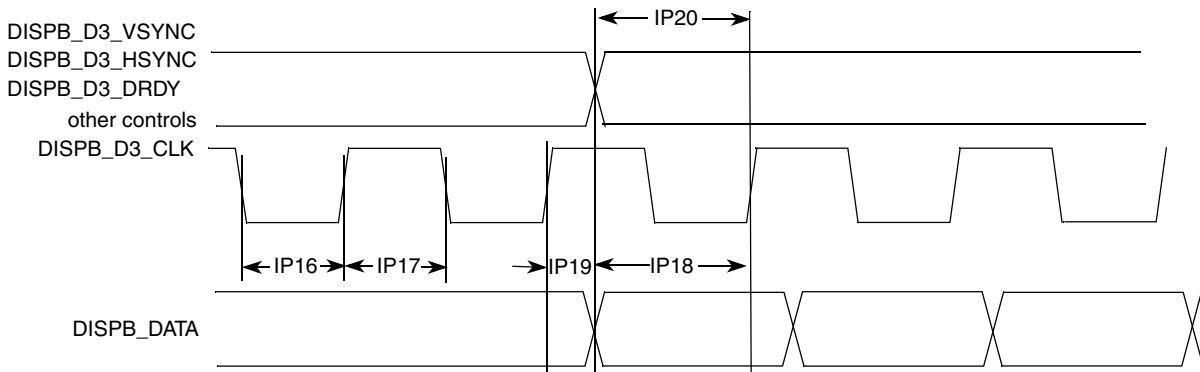 IP20
DISPB_D3_VSYNC
DISPB_D3_HSYNC
DISPB_D3_DRDY
other controls
DISPB_D3_CLK
IP16 IP17 IP19 IP18
DISPB_DATA